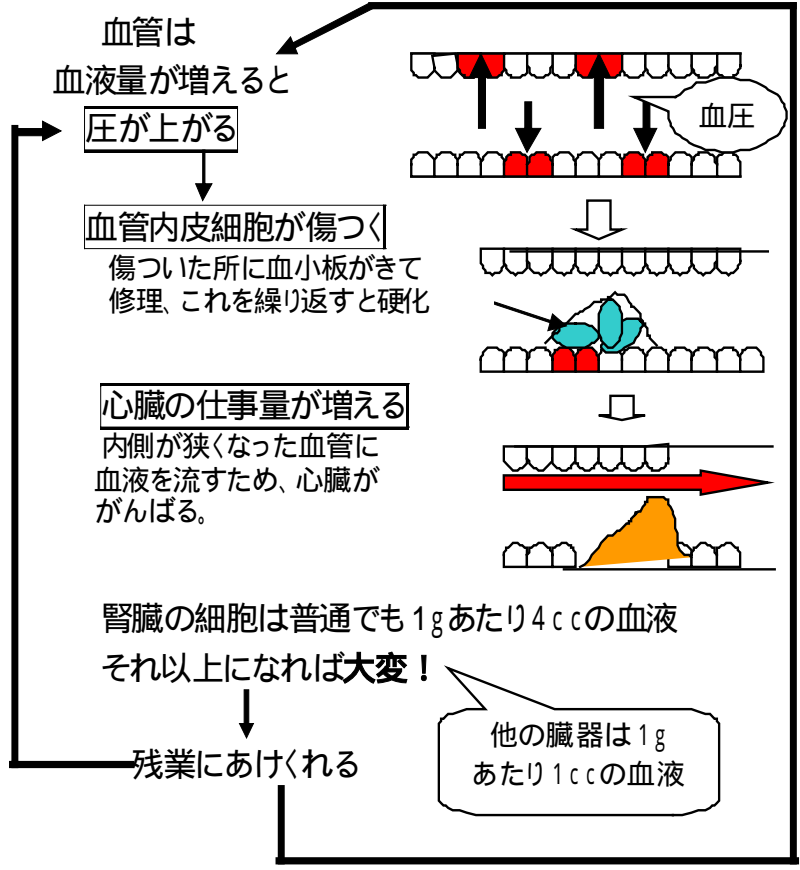 血管は
血液量が増えると
圧が上がる
血圧
血管内皮細胞が傷つく
傷ついた所に血小板がきて
修理、これを繰り返すと硬化
心臓の仕事量が増える
内側が狭くなった血管に
血液を流すため、心臓が
がんばる。
腎臓の細胞は普通でも1gあたり4ccの血液
それ以上になれば大変!
他の臓器は1g
あたり1ccの血液
残業にあけくれる